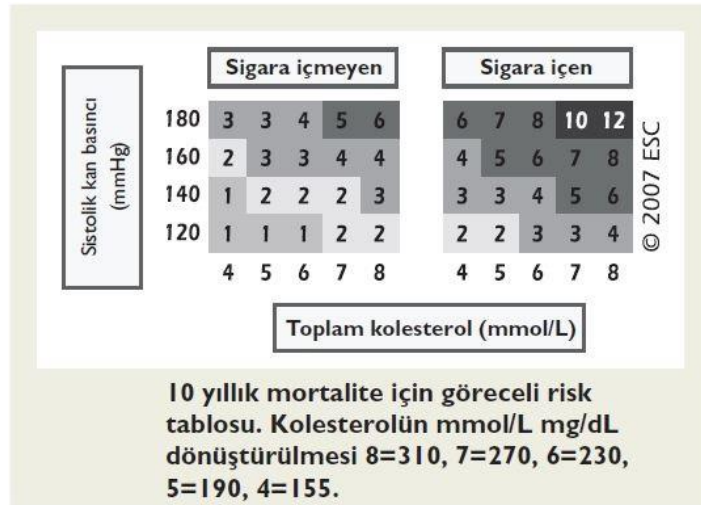 Sigara içmeyen Sigara içen
Sistolik kan basıncı
(mmHg)
180 3 3 4 5 6 6 7 8 10 12
160 2 3 3 4 4 4 5 6 7 8
140 1 2 2 2 3 3 3 4 5 6
120 1 1 1 2 2 2 2 3 3 4
4 5 6 7 8 4 5 6 7 8
© 2007 ESC
Toplam kolesterol (mmol/L)
10 yıllık mortalite için göreceli risk
tablosu. Kolesterolün mmol/L mg/dL
dönüştürülmesi 8=310, 7=270, 6=230,
5=190, 4=155.